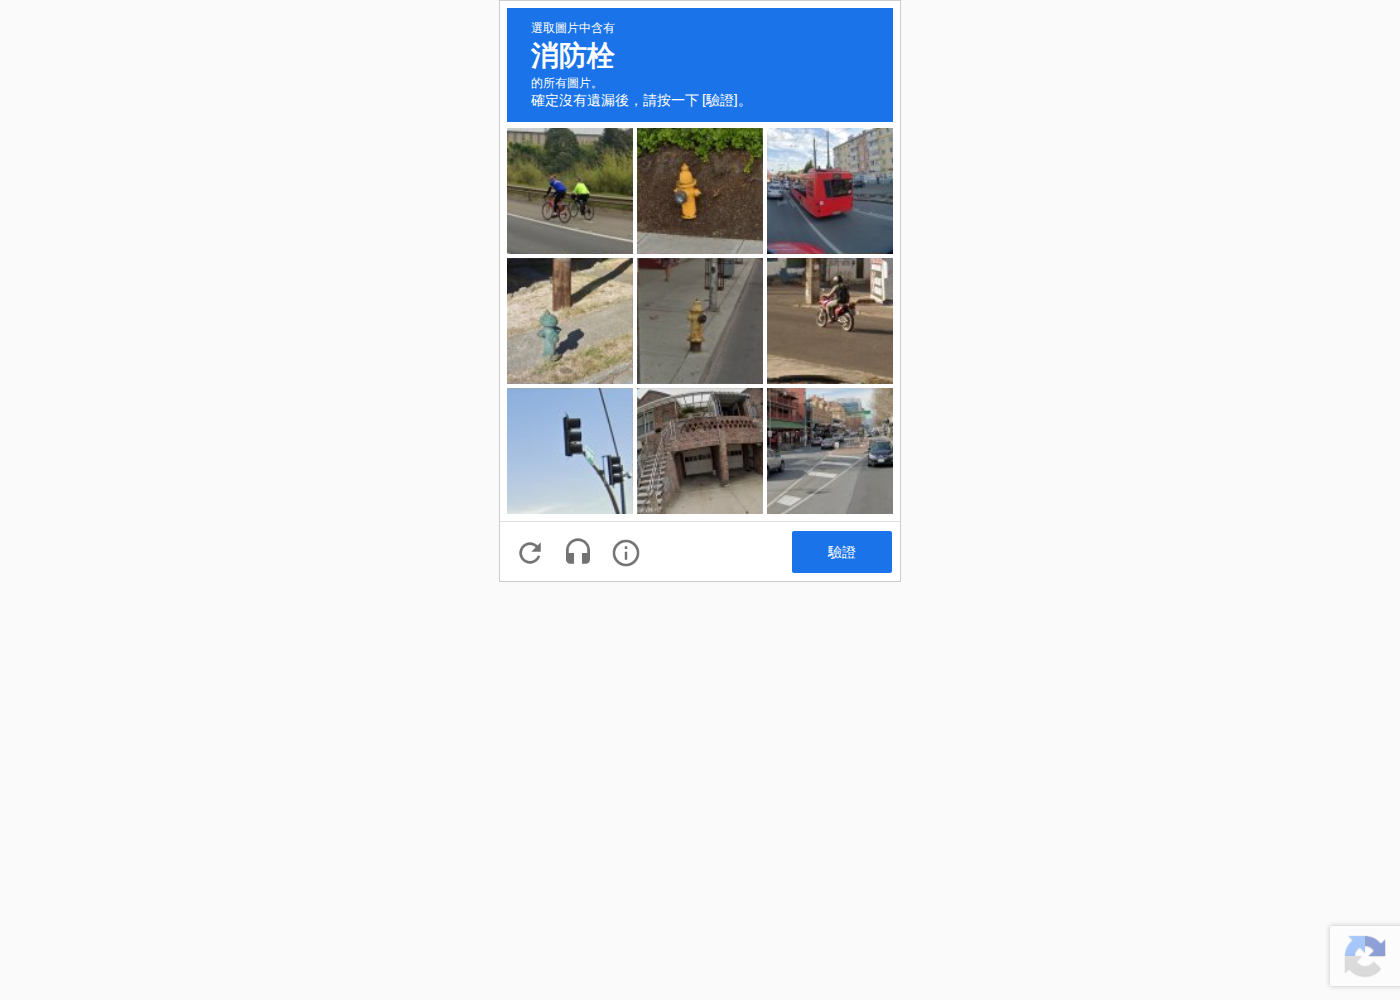 選取圖片中含有
消防栓
的所有圖片。
確定沒有遺漏後，請按一下 [驗證]。
驗證